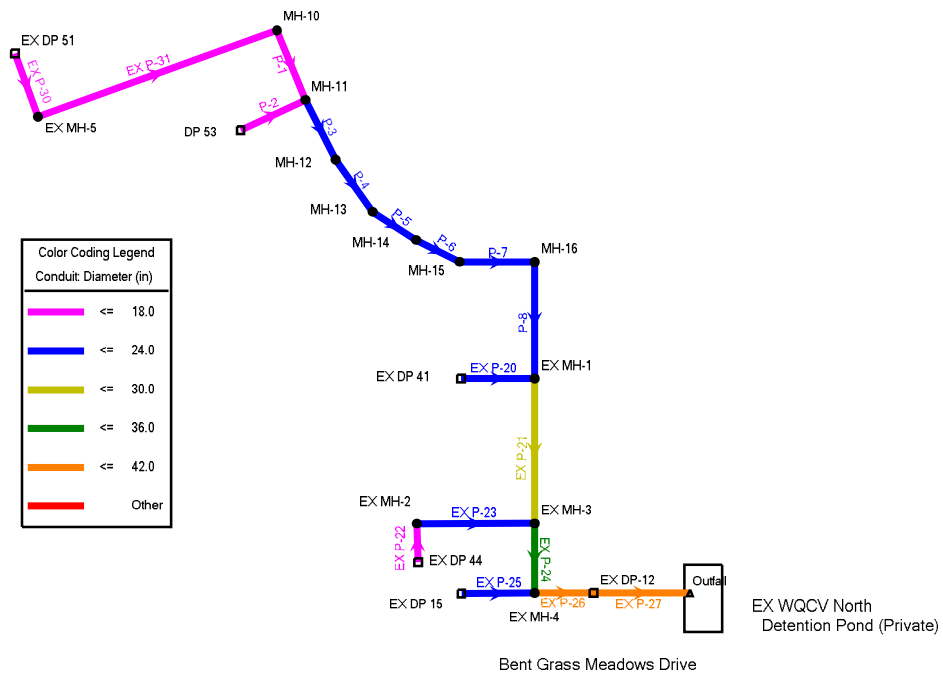 MH-10
EX DP 51
EX P-31
P-1
EX P-30
MH-11
P-2
EX MH-5
DP 53
P-3
MH-12
P-4
MH-13
P-5
MH-14
P-6
MH-15
P-7
MH-16
Color Coding Legend
Conduit: Diameter (in)
<= 18.0
<= 24.0
<= 30.0
<= 36.0
<= 42.0
Other
P-8
EX DP 41
EX P-20
EX MH-1
EX P-21
EX MH-2
EX P-23
EX MH-3
EX P-22
EX DP 44
EX P-24
EX P-25
EX DP-12
Outfall
EX DP 15
EX P-26
EX P-27
EX MH-4
EX WQCV North
Detention Pond (Private)
Bent Grass Meadows Drive